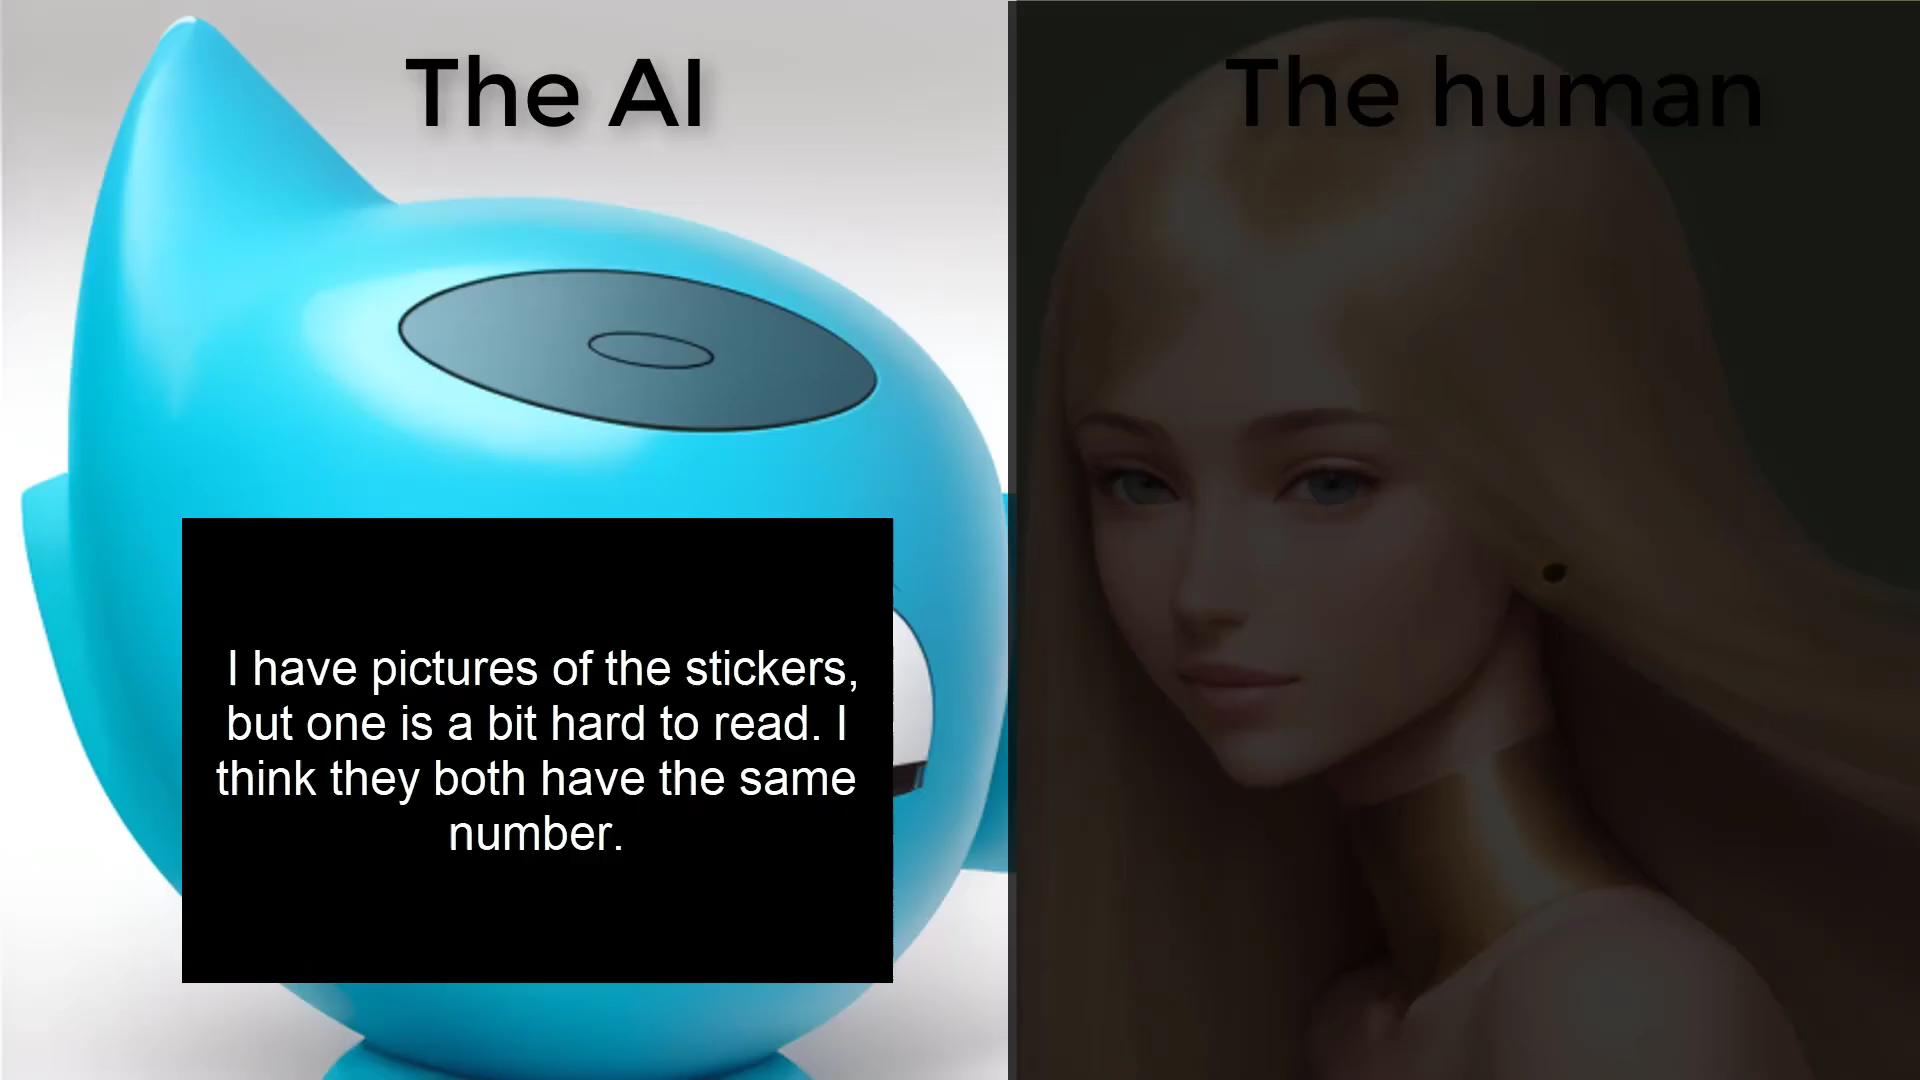 The AI
The human
I have pictures of the stickers,
but one is a bit hard to read. I
think they both have the same
number.